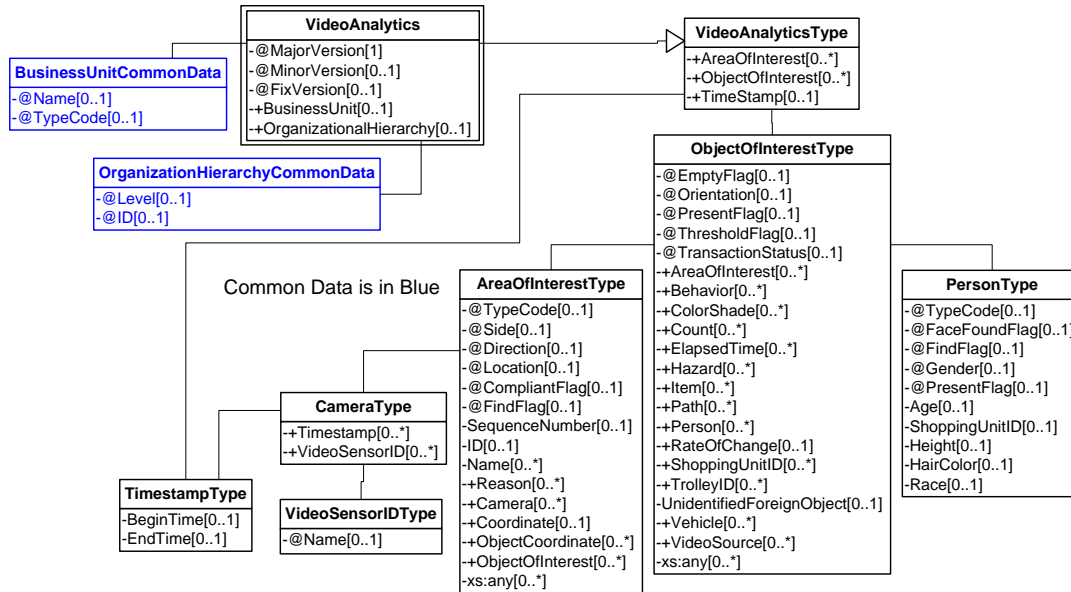 VideoAnalytics
-@MajorVersion[1]
-@MinorVersion[0..1]
-@FixVersion[0..1]
-+BusinessUnit[0..1]
-+OrganizationalHierarchy[0..1]
VideoAnalyticsType
-+AreaOfInterest[0..*]
-+ObjectOfInterest[0..*]
-+TimeStamp[0..1]
BusinessUnitCommonData
-@Name[0..1]
-@TypeCode[0..1]
OrganizationHierarchyCommonData
-@Level[0..1]
-@ID[0..1]
ObjectOfInterestType
-@EmptyFlag[0..1]
-@Orientation[0..1]
-@PresentFlag[0..1]
-@ThresholdFlag[0..1]
-@TransactionStatus[0..1]
-+AreaOfInterest[0..*]
-+Behavior[0..*]
-+ColorShade[0..*]
-+Count[0..*]
-+ElapsedTime[0..*]
-+Hazard[0..*]
-+Item[0..*]
-+Path[0..*]
-+Person[0..*]
-+RateOfChange[0..1]
-+ShoppingUnitID[0..*]
-+TrolleyID[0..*]
-UnidentifiedForeignObject[0..1]
-+Vehicle[0..*]
-+VideoSource[0..*]
-xs:any[0..*]
Common Data is in Blue
AreaOfInterestType
-@TypeCode[0..1]
-@Side[0..1]
-@Direction[0..1]
-@Location[0..1]
-@CompliantFlag[0..1]
-@FindFlag[0..1]
-SequenceNumber[0..1]
-ID[0..1]
-Name[0..*]
-+Reason[0..*]
-+Camera[0..*]
-+Coordinate[0..1]
-+ObjectCoordinate[0..*]
-+ObjectOfInterest[0..*]
-xs:any[0..*]
PersonType
-@TypeCode[0..1]
-@FaceFoundFlag[0..1]
-@FindFlag[0..1]
-@Gender[0..1]
-@PresentFlag[0..1]
-Age[0..1]
-ShoppingUnitID[0..1]
-Height[0..1]
-HairColor[0..1]
-Race[0..1]
CameraType
-+Timestamp[0..*]
-+VideoSensorID[0..*]
TimestampType
-BeginTime[0..1]
-EndTime[0..1]
VideoSensorIDType
-@Name[0..1]